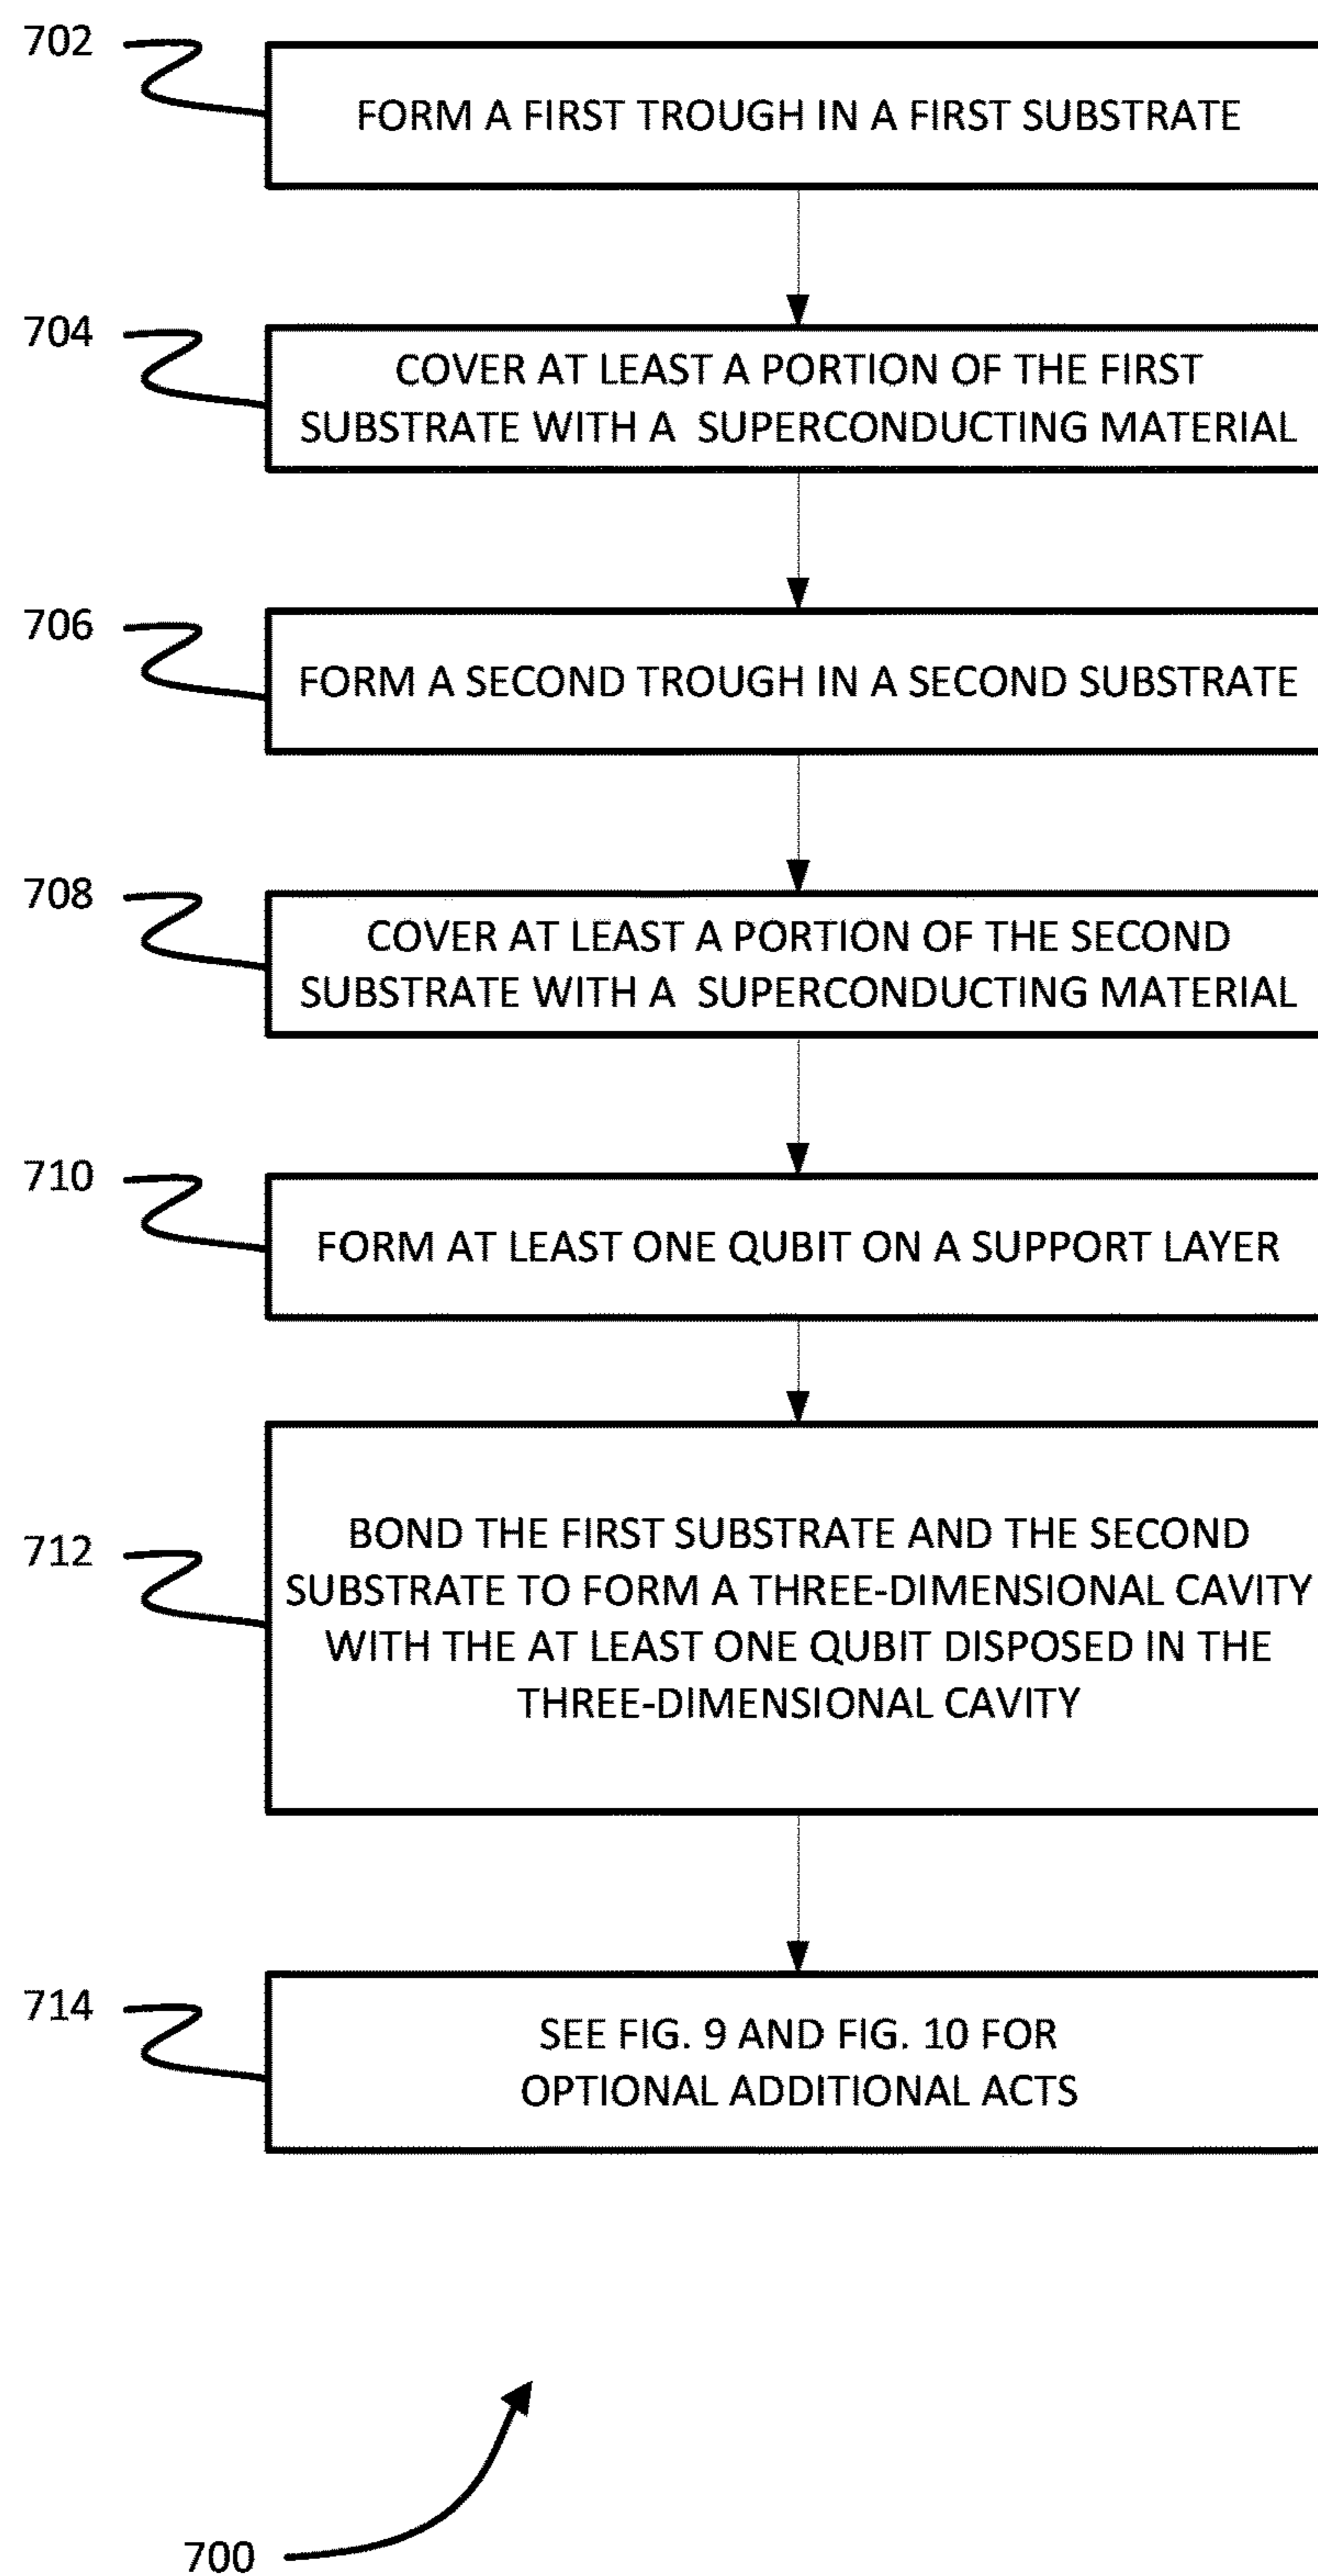 702
FORM A FIRST TROUGH IN A FIRST SUBSTRATE
704
COVER AT LEAST A PORTION OF THE FIRST
SUBSTRATE WITH A SUPERCONDUCTING MATERIAL
706
FORM A SECOND TROUGH IN A SECOND SUBSTRATE
708
COVER AT LEAST A PORTION OF THE SECOND
SUBSTRATE WITH A SUPERCONDUCTING MATERIAL
710
FORM AT LEAST ONE QUBIT ON A SUPPORT LAYER
712
BOND THE FIRST SUBSTRATE AND THE SECOND
SUBSTRATE TO FORM A THREE-DIMENSIONAL CAVITY
WITH THE AT LEAST ONE QUBIT DISPOSED IN THE
THREE-DIMENSIONAL CAVITY
714
SEE FIG. 9 AND FIG. 10 FOR
OPTIONAL ADDITIONAL ACTS
700